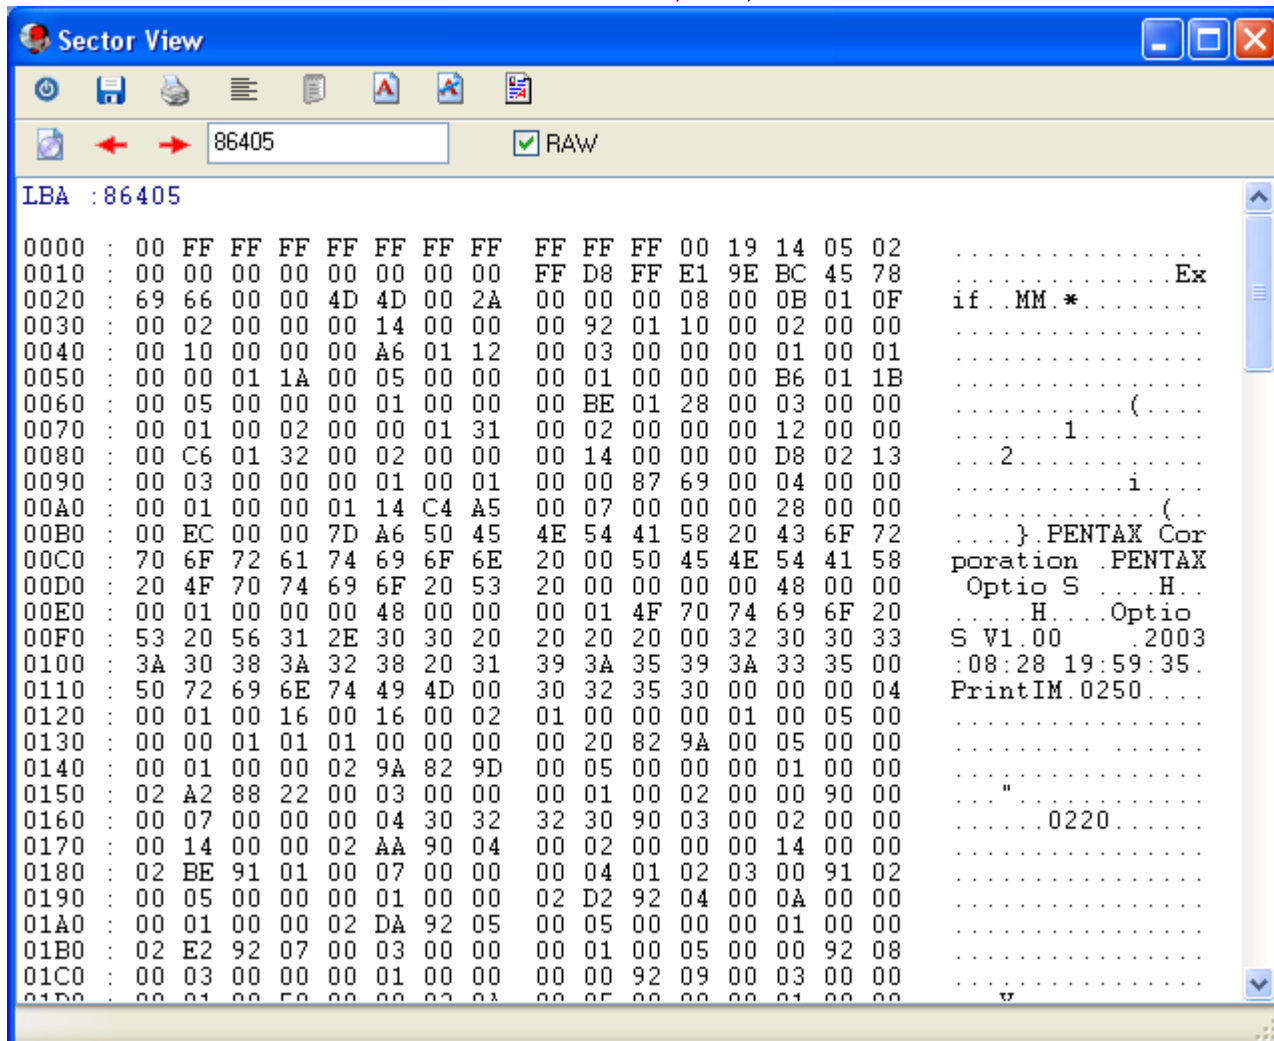 Sector View
86405 RAW
LBA :86405
0000 : 00 FF FF FF FF FF FF FF FF FF FF 00 19 14 05 02 ................
0010 : 00 00 00 00 00 00 00 00 FF D8 FF E1 9E BC 45 78 ..............Ex
0020 : 69 66 00 00 4D 4D 00 2A 00 00 00 08 00 0B 01 0F if..MM.*........
0030 : 00 02 00 00 00 14 00 00 00 92 01 10 00 02 00 00 ................
0040 : 00 10 00 00 00 A6 01 12 00 03 00 00 00 01 00 01 ................
0050 : 00 00 01 1A 00 05 00 00 00 01 00 00 00 B6 01 1B ................
0060 : 00 05 00 00 00 01 00 00 00 BE 01 28 00 03 00 00 ...........(....
0070 : 00 01 00 02 00 00 01 31 00 02 00 00 00 12 00 00 .......1........
0080 : 00 C6 01 32 00 02 00 00 00 14 00 00 00 D8 02 13 ...2............
0090 : 00 03 00 00 00 01 00 01 00 00 87 69 00 04 00 00 ...........i....
00A0 : 00 01 00 00 01 14 C4 A5 00 07 00 00 00 28 00 00 .............(..
00B0 : 00 EC 00 00 7D A6 50 45 4E 54 41 58 20 43 6F 72 ....}.PENTAX Cor
00C0 : 70 6F 72 61 74 69 6F 6E 20 00 50 45 4E 54 41 58 poration .PENTAX
00D0 : 20 4F 70 74 69 6F 20 53 20 00 00 00 00 48 00 00 Optio S ....H..
00E0 : 00 01 00 00 00 48 00 00 00 01 4F 70 74 69 6F 20 .....H....Optio
00F0 : 53 20 56 31 2E 30 30 20 20 20 20 00 32 30 30 33 S V1.00    .2003
0100 : 3A 30 38 3A 32 38 20 31 39 3A 35 39 3A 33 35 00 :08:28 19:59:35.
0110 : 50 72 69 6E 74 49 4D 00 30 32 35 30 00 00 00 04 PrintIM.0250....
0120 : 00 01 00 16 00 16 00 02 01 00 00 00 01 00 05 00 ................
0130 : 00 00 01 01 01 00 00 00 00 20 82 9A 00 05 00 00 ......... ......
0140 : 00 01 00 00 02 9A 82 9D 00 05 00 00 00 01 00 00 ................
0150 : 02 A2 88 22 00 03 00 00 00 01 00 02 00 00 90 00 ..."............
0160 : 00 07 00 00 00 04 30 32 32 30 90 03 00 02 00 00 ......0220......
0170 : 00 14 00 00 02 AA 90 04 00 02 00 00 00 14 00 00 ................
0180 : 02 BE 91 01 00 07 00 00 00 04 01 02 03 00 91 02 ................
0190 : 00 05 00 00 00 01 00 00 02 D2 92 04 00 0A 00 00 ................
01A0 : 00 01 00 00 02 DA 92 05 00 05 00 00 00 01 00 00 ................
01B0 : 02 E2 92 07 00 03 00 00 00 01 00 05 00 00 92 08 ................
01C0 : 00 03 00 00 00 01 00 00 00 00 92 09 00 03 00 00 ................